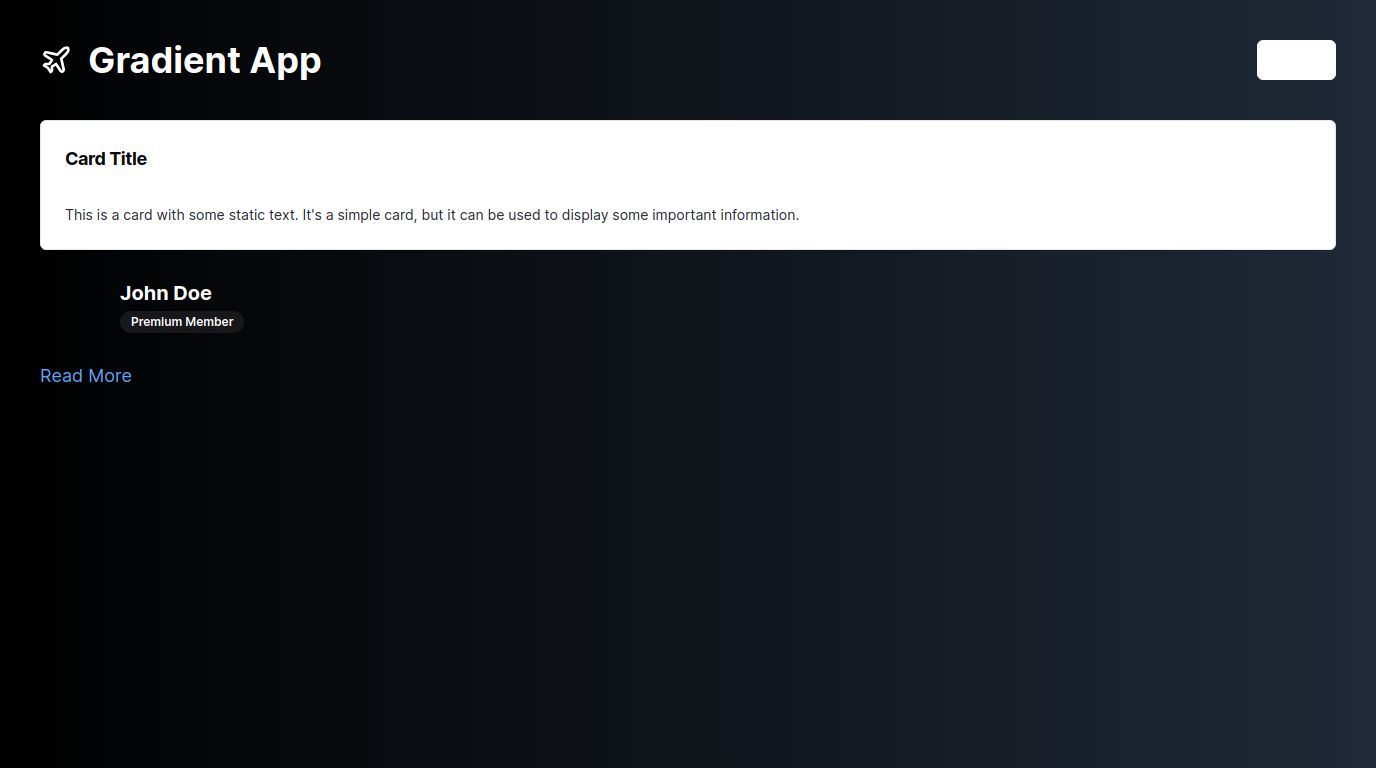 Gradient App
Card Title
This is a card with some static text. It's a simple card, but it can be used to display some important information.
John Doe
Premium Member
Read More